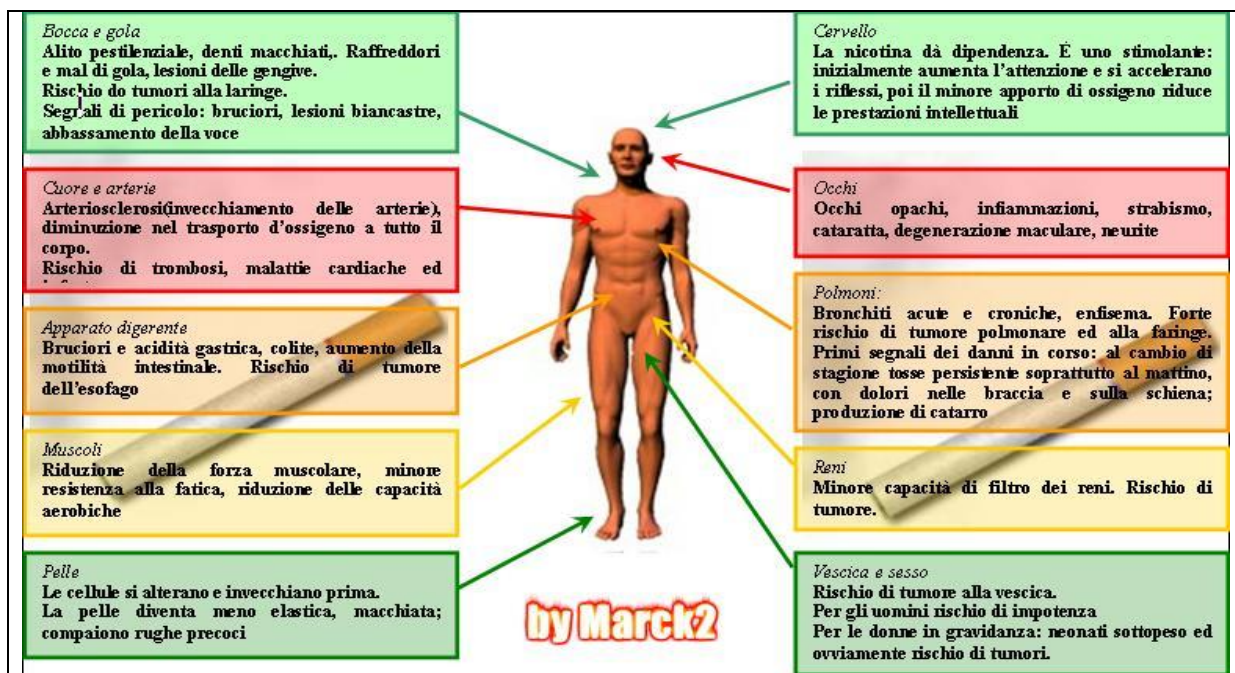 Bocca e gola
Alito pestilenziale, denti macchiati,. Raffreddori
e mal di gola, lesioni delle gengive.
Rischio do tumori alla laringe.
Segnali di pericolo: bruciori, lesioni biancastre,
abbassamento della voce
Cuore e arterie
Arteriosclerosi(invecchiamento delle arterie),
diminuzione nel trasporto d'ossigeno a tutto il
corpo.
Rischio di trombosi, malattie cardiache ed
Apparato digerente
Bruciori e acidità gastrica, colite, aumento della
motilità intestinale. Rischio di tumore
dell'esofago
Muscoli
Riduzione della forza muscolare, minore
resistenza alla fatica, riduzione delle capacità
aerobiche
Pelle
Le cellule si alterano e invecchiano prima.
La pelle diventa meno elastica, macchiata;
compaiono rughe precoci
Cervello
La nicotina dà dipendenza. È uno stimolante:
inizialmente aumenta l'attenzione e si accelerano
i riflessi, poi il minore apporto di ossigeno riduce
le prestazioni intellettuali
Occhi
Occhi opachi, infiammazioni, strabismo,
cataratta, degenerazione maculare, neurite
Polmoni:
Bronchiti acute e croniche, enfisema. Forte
rischio di tumore polmonare ed alla faringe.
Primi segnali dei danni in corso: al cambio di
stagione tosse persistente soprattutto al mattino,
con dolori nelle braccia e sulla schiena;
produzione di catarro
Reni
Minore capacità di filtro dei reni. Rischio di
tumore.
Vescica e sesso
Rischio di tumore alla vescica.
Per gli uomini rischio di impotenza
Per le donne in gravidanza: neonati sottopeso ed
ovviamente rischio di tumori.
by Marck2